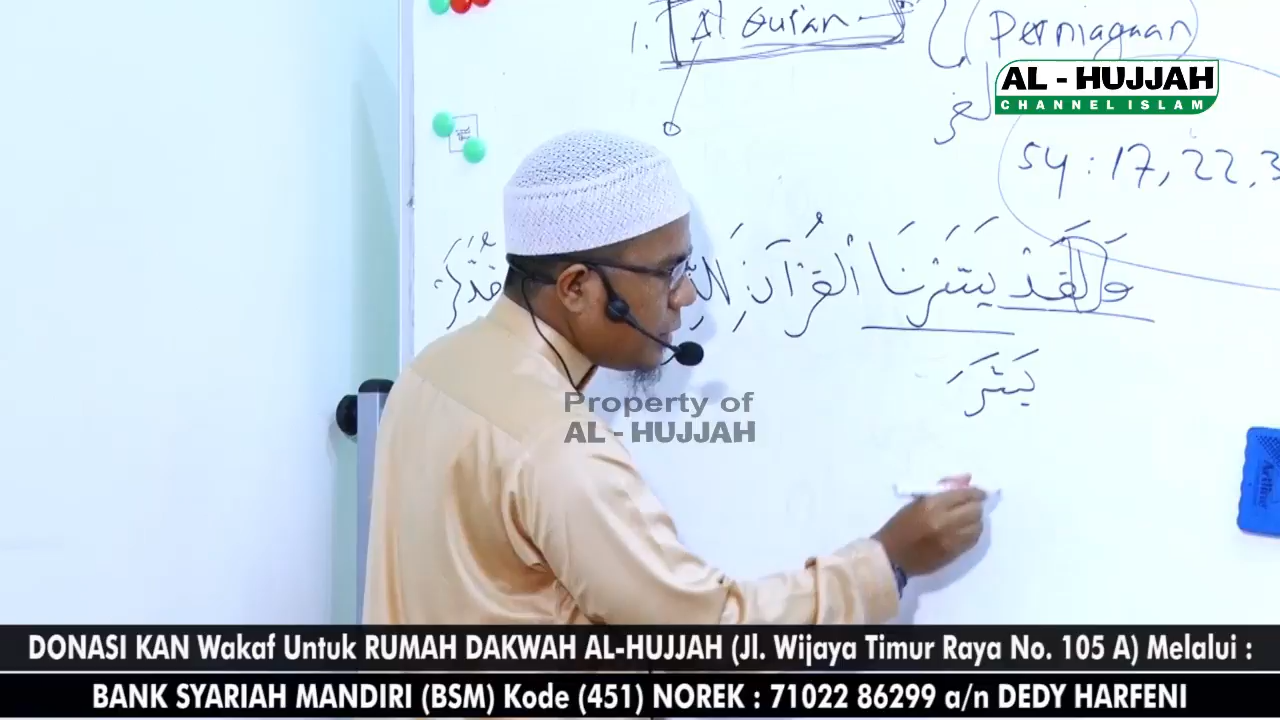 1. Al Quran
Perniagaan
AL - HUJJAH
CHANNEL ISLAM
54 : 17, 22, 3
وَلَقَدْ يَسَّرْنَا الْقُرْآنَ
يَسَّرَ
Property of
AL - HUJJAH
Artline
DONASI KAN Wakaf Untuk RUMAH DAKWAH AL-HUJJAH (Jl. Wijaya Timur Raya No. 105 A) Melalui :
BANK SYARIAH MANDIRI (BSM) Kode (451) NOREK : 71022 86299 a/n DEDY HARFENI